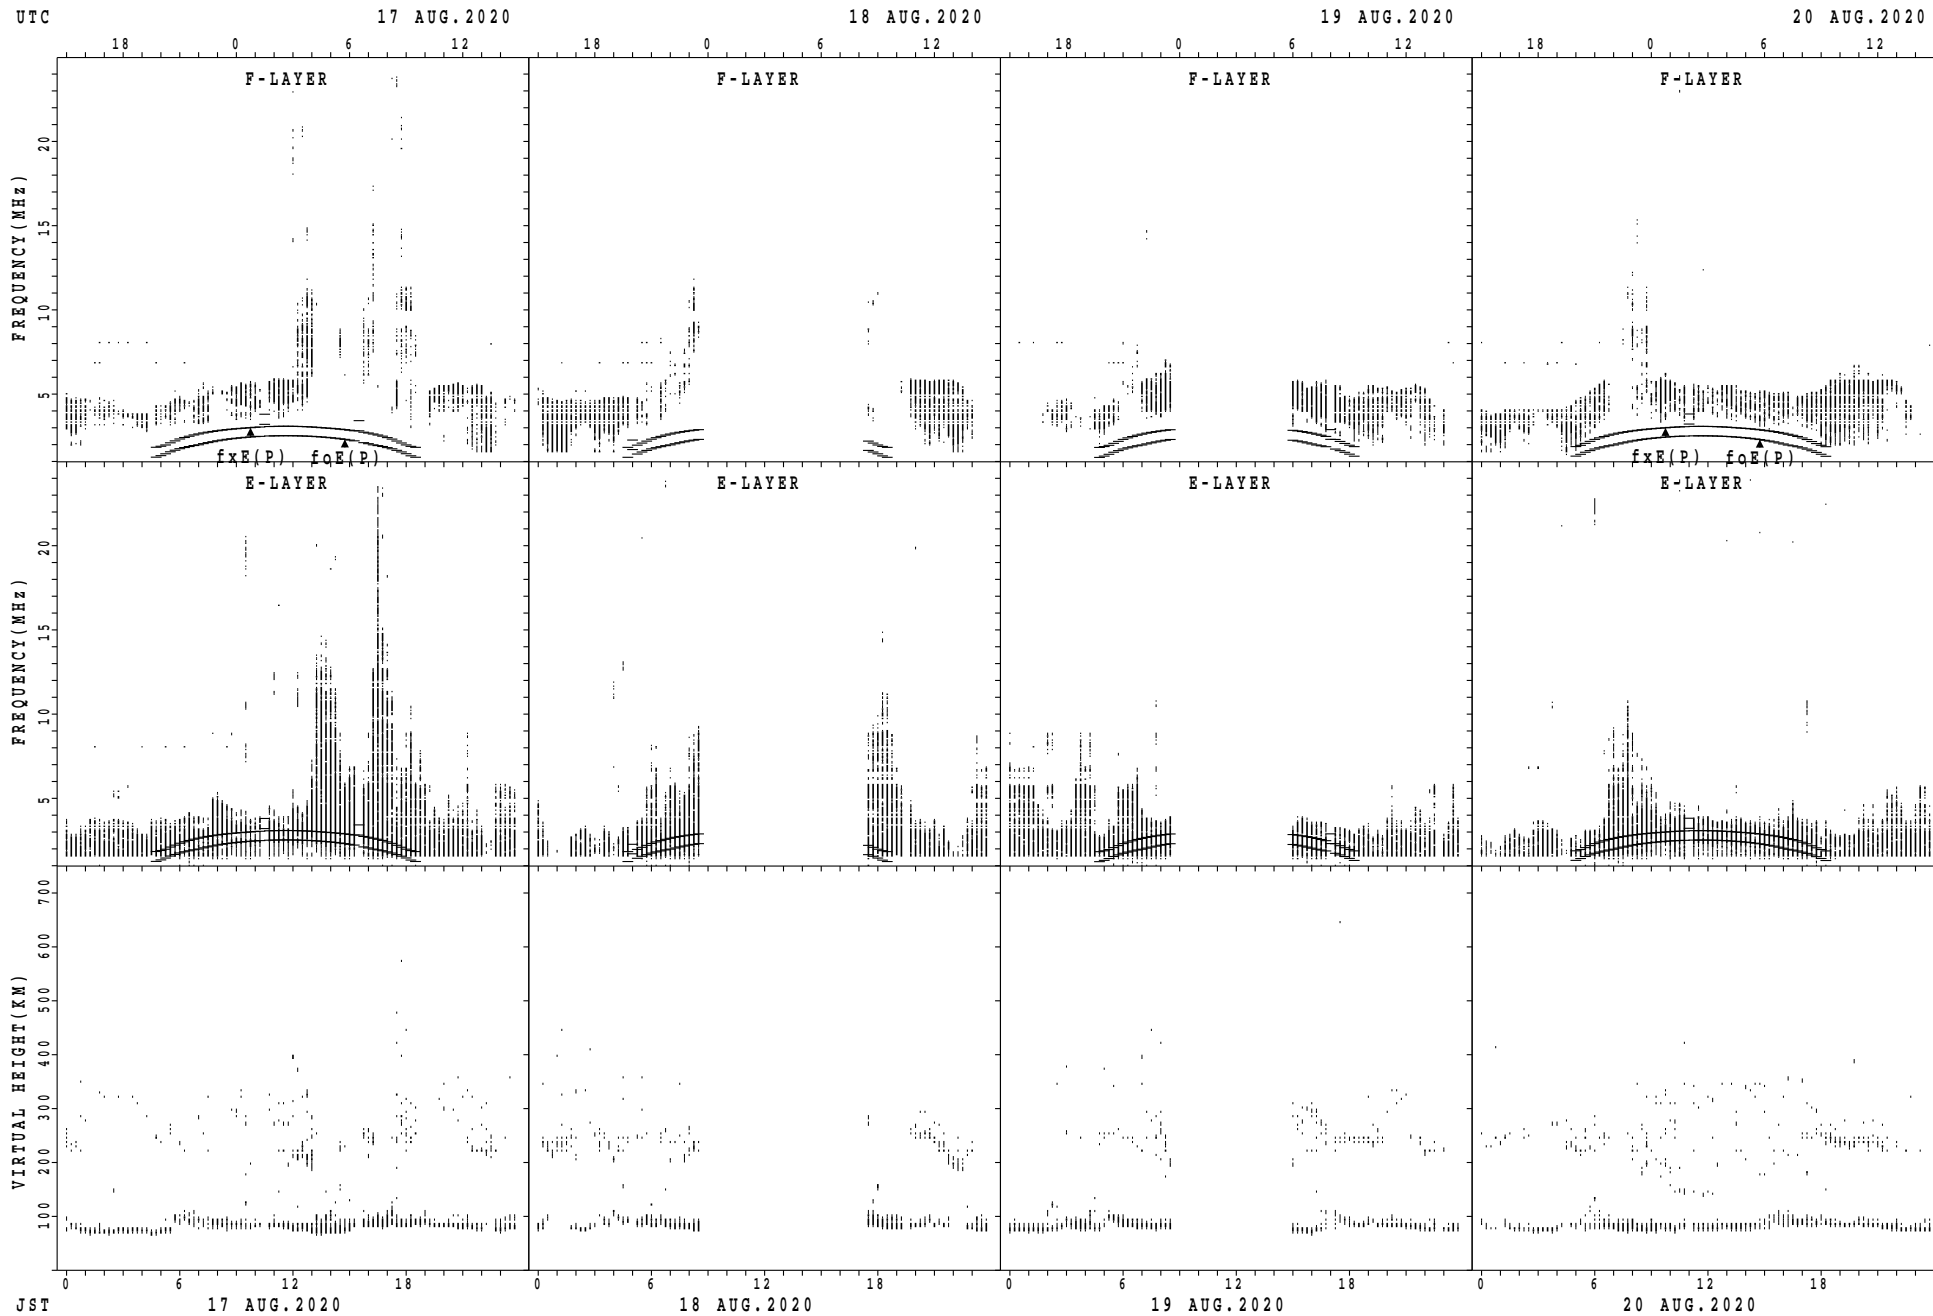 UTC 17 AUG.2020 18 AUG.2020 19 AUG.2020 20 AUG.2020
18 0 6 12 18 0 6 12 18 0 6 12 18 0 6 12
F-LAYER F-LAYER F-LAYER F-LAYER
FREQUENCY(MHz)
20
15
10
5
fxE(P) foE(P) fxE(P) foE(P)
E-LAYER E-LAYER E-LAYER E-LAYER
FREQUENCY(MHz)
20
15
10
5
VIRTUAL HEIGHT(KM)
700
600
500
400
300
200
100
0 6 12 18 0 6 12 18 0 6 12 18 0 6 12 18
JST 17 AUG.2020 18 AUG.2020 19 AUG.2020 20 AUG.2020